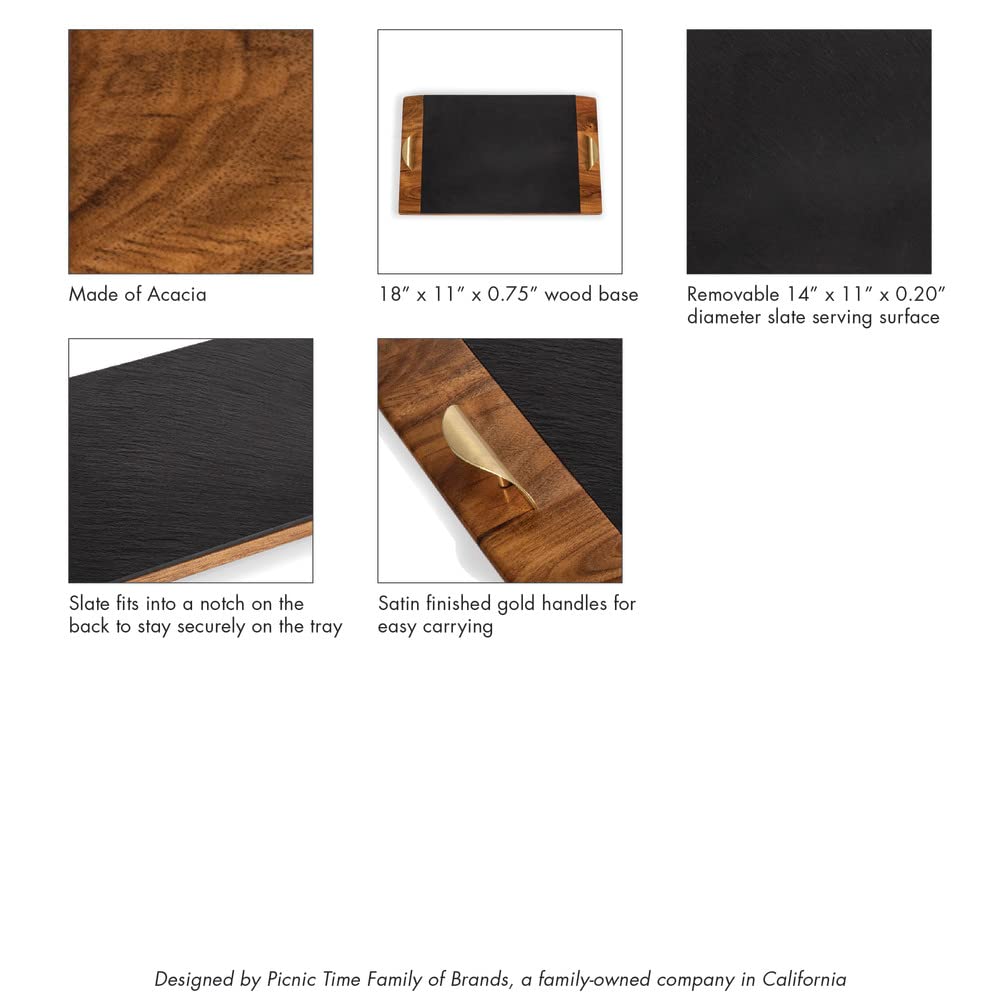 Made of Acacia
18” x 11” x 0.75” wood base
Removable 14” x 11” x 0.20”
diameter slate serving surface
Slate fits into a notch on the
back to stay securely on the tray
Satin finished gold handles for
easy carrying
Designed by Picnic Time Family of Brands, a family-owned company in California